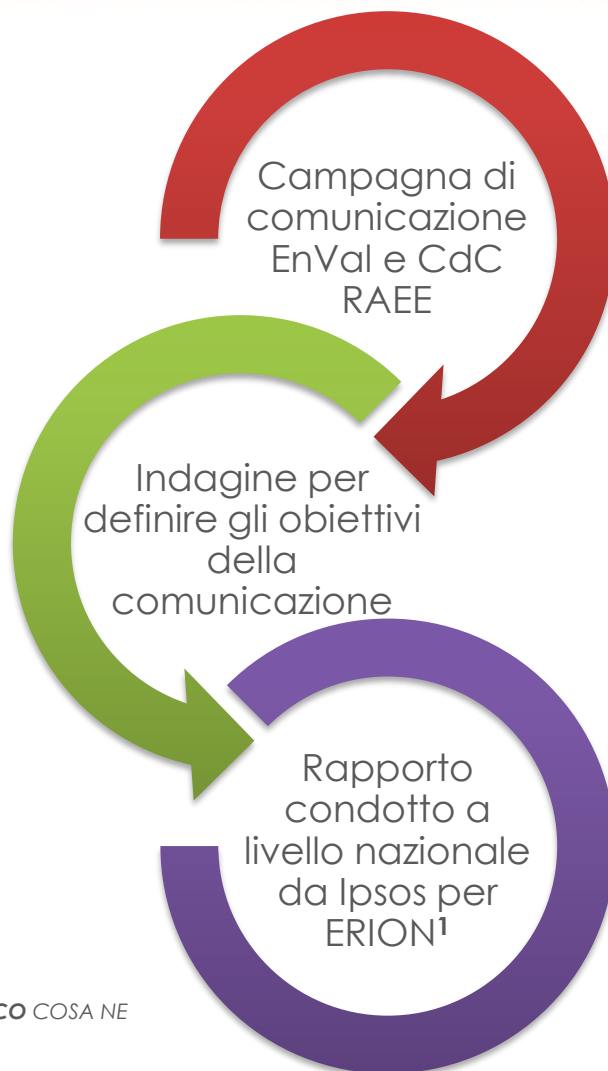 Campagna di
comunicazione
EnVal e CdC
RAEE
Indagine per
definire gli obiettivi
della
comunicazione
Rapporto
condotto a
livello nazionale
da Ipsos per
ERION¹
CO COSA NE